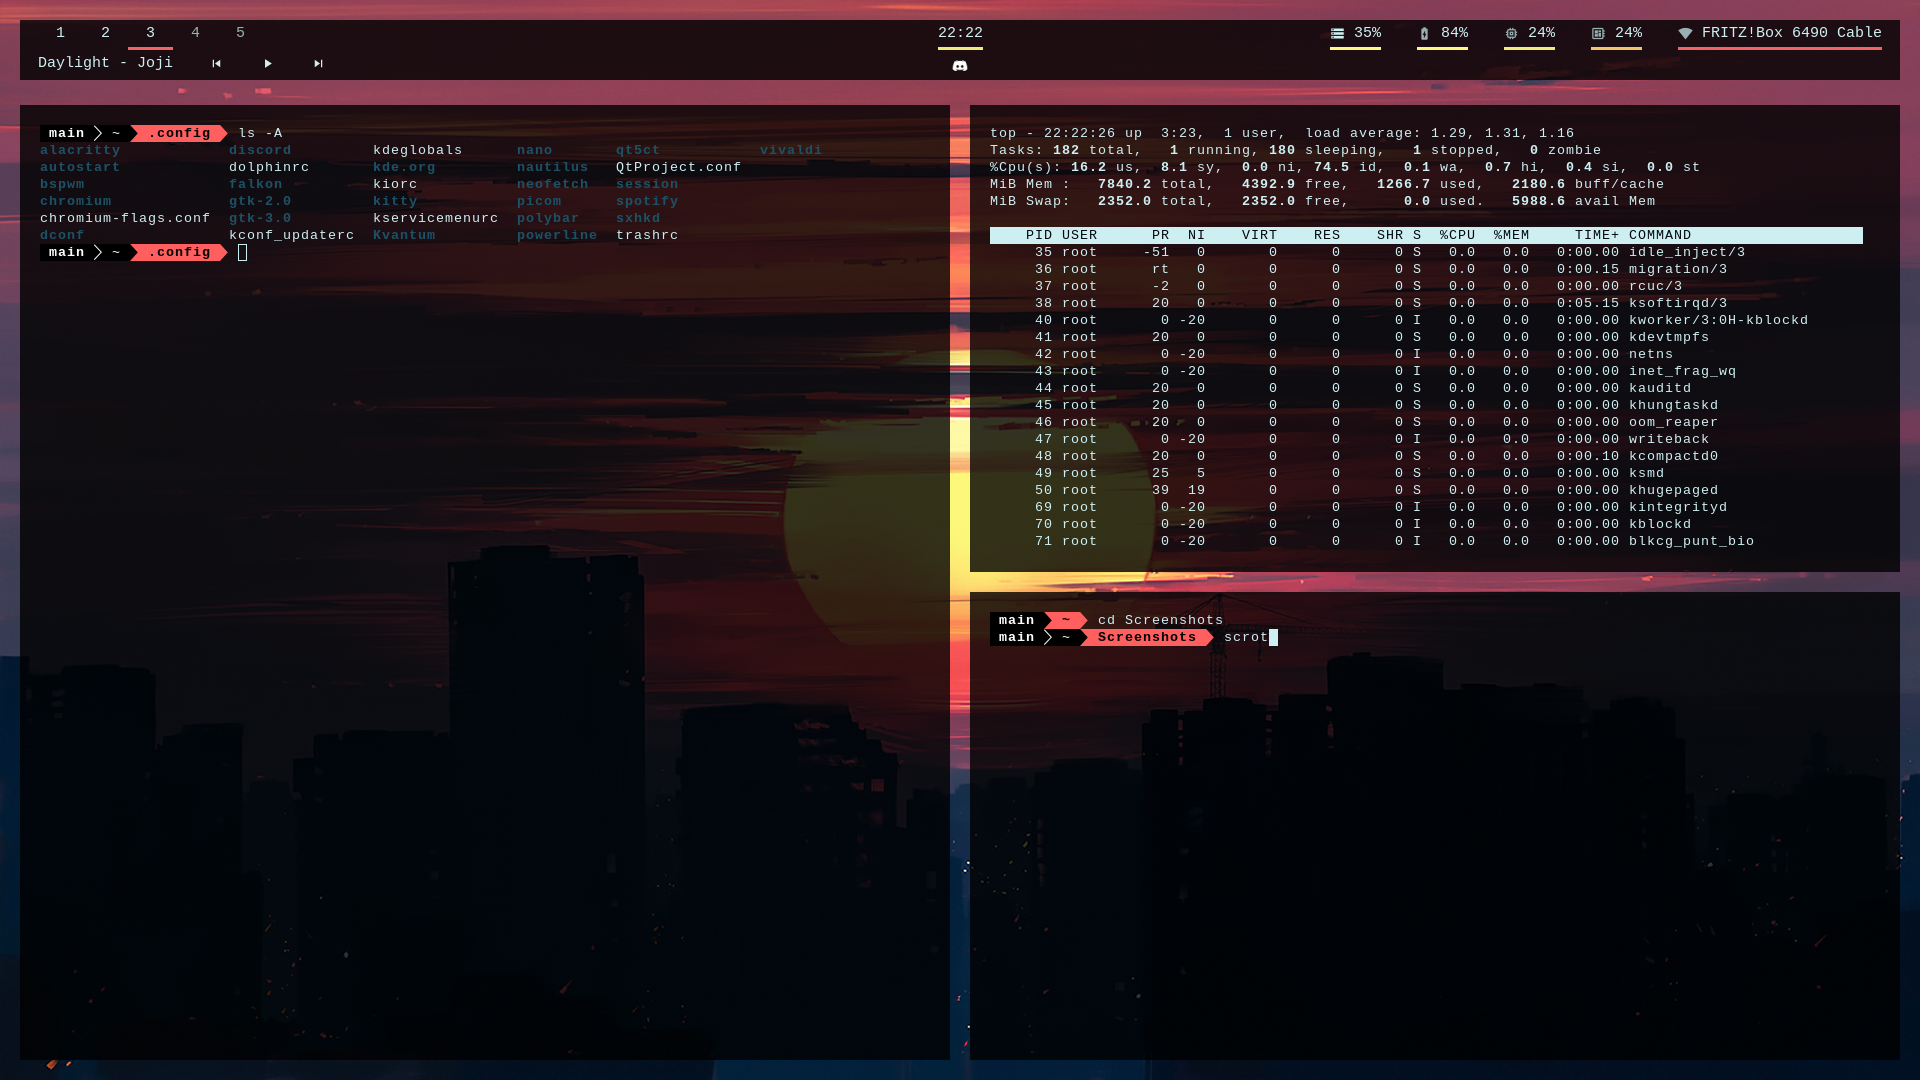 1 2 3 4 5
22:22
35% 84% 24% 24% FRITZ!Box 6490 Cable
Daylight - Joji
main ~ .config ls -A
alacritty discord kdeglobals nano qt5ct vivaldi
autostart dolphinrc kde.org nautilus QtProject.conf
bspwm falkon kiorc neofetch session
chromium gtk-2.0 kitty picom spotify
chromium-flags.conf gtk-3.0 kservicemenurc polybar sxhkd
dconf kconf_updaterc Kvantum powerline trashrc
main ~ .config
top - 22:22:26 up 3:23, 1 user, load average: 1.29, 1.31, 1.16
Tasks: 182 total, 1 running, 180 sleeping, 1 stopped, 0 zombie
%Cpu(s): 16.2 us, 8.1 sy, 0.0 ni, 74.5 id, 0.1 wa, 0.7 hi, 0.4 si, 0.0 st
MiB Mem : 7840.2 total, 4392.9 free, 1266.7 used, 2180.6 buff/cache
MiB Swap: 2352.0 total, 2352.0 free, 0.0 used. 5988.6 avail Mem
PID USER PR NI VIRT RES SHR S %CPU %MEM TIME+ COMMAND
35 root -51 0 0 0 0 S 0.0 0.0 0:00.00 idle_inject/3
36 root rt 0 0 0 0 S 0.0 0.0 0:00.15 migration/3
37 root -2 0 0 0 0 S 0.0 0.0 0:00.00 rcuc/3
38 root 20 0 0 0 0 S 0.0 0.0 0:05.15 ksoftirqd/3
40 root 0 -20 0 0 0 I 0.0 0.0 0:00.00 kworker/3:0H-kblockd
41 root 20 0 0 0 0 S 0.0 0.0 0:00.00 kdevtmpfs
42 root 0 -20 0 0 0 I 0.0 0.0 0:00.00 netns
43 root 0 -20 0 0 0 I 0.0 0.0 0:00.00 inet_frag_wq
44 root 20 0 0 0 0 S 0.0 0.0 0:00.00 kauditd
45 root 20 0 0 0 0 S 0.0 0.0 0:00.00 khungtaskd
46 root 20 0 0 0 0 S 0.0 0.0 0:00.00 oom_reaper
47 root 0 -20 0 0 0 I 0.0 0.0 0:00.00 writeback
48 root 20 0 0 0 0 S 0.0 0.0 0:00.10 kcompactd0
49 root 25 5 0 0 0 S 0.0 0.0 0:00.00 ksmd
50 root 39 19 0 0 0 S 0.0 0.0 0:00.00 khugepaged
69 root 0 -20 0 0 0 I 0.0 0.0 0:00.00 kintegrityd
70 root 0 -20 0 0 0 I 0.0 0.0 0:00.00 kblockd
71 root 0 -20 0 0 0 I 0.0 0.0 0:00.00 blkcg_punt_bio
main ~ cd Screenshots
main ~ Screenshots scrot